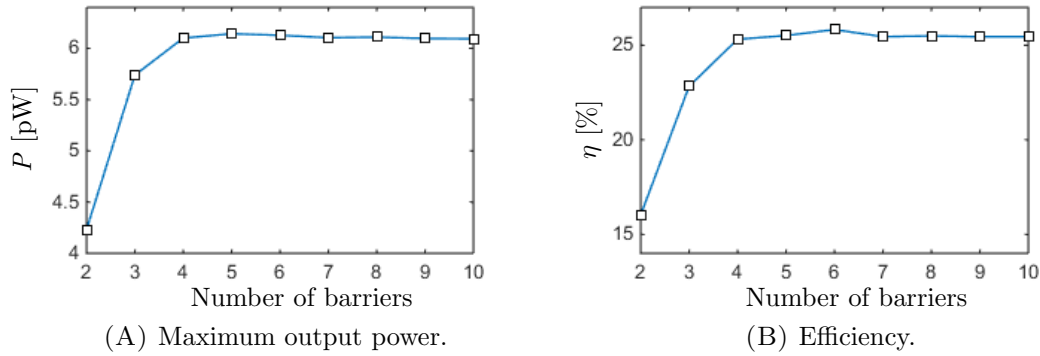 6
5.5
5
4.5
4
P [pW]
2 3 4 5 6 7 8 9 10
Number of barriers
(A) Maximum output power.
25
20
15
η [%]
2 3 4 5 6 7 8 9 10
Number of barriers
(B) Efficiency.